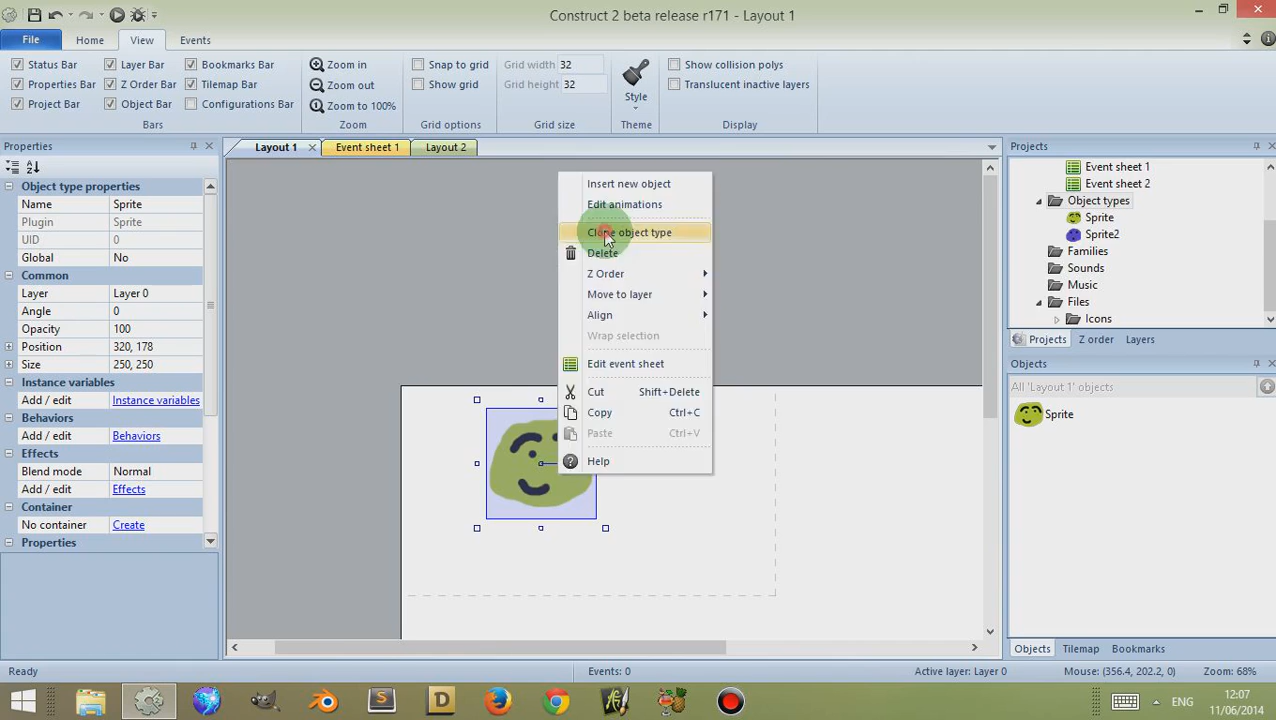 Construct 2 beta release r171 - Layout 1
File Home View Events
Status Bar Layer Bar Bookmarks Bar
Properties Bar Z Order Bar Tilemap Bar
Project Bar Object Bar Configurations Bar
Bars
Zoom in
Zoom out
Zoom to 100%
Zoom
Snap to grid
Show grid
Grid options
Grid width 32
Grid height 32
Grid size
Style
Theme
Show collision polys
Translucent inactive layers
Display
Properties
Object type properties
Name Sprite
Plugin Sprite
UID 0
Global No
Common
Layer Layer 0
Angle 0
Opacity 100
Position 320, 178
Size 250, 250
Instance variables
Add / edit Instance variables
Behaviors
Add / edit Behaviors
Effects
Blend mode Normal
Add / edit Effects
Container
No container Create
Properties
Layout 1 Event sheet 1 Layout 2
Insert new object
Edit animations
Clone object type
Delete
Z Order
Move to layer
Align
Wrap selection
Edit event sheet
Cut Shift+Delete
Copy Ctrl+C
Paste Ctrl+V
Help
Projects
Event sheet 1
Event sheet 2
Object types
Sprite
Sprite2
Families
Sounds
Music
Files
Icons
Projects Z order Layers
Objects
All 'Layout 1' objects
Sprite
Objects Tilemap Bookmarks
Ready Events: 0 Active layer: Layer 0 Mouse: (356.4, 202.2, 0) Zoom: 68%
S D
ENG
12:07
11/06/2014